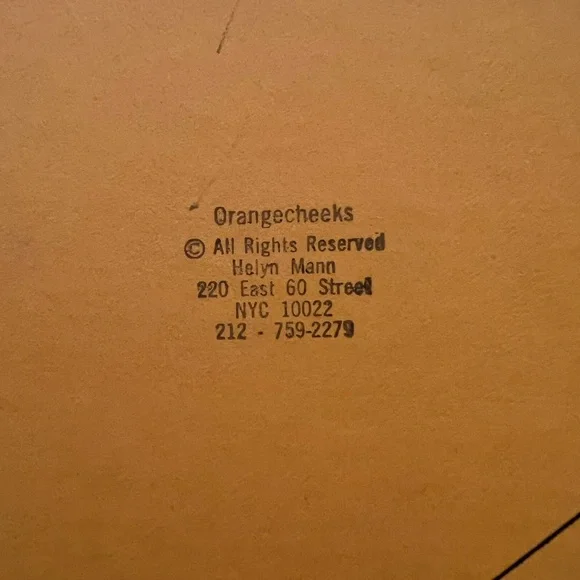 Orangecheeks
© All Rights Reserved
Helyn Mann
220 East 60 Street
NYC 10022
212 - 759-2279